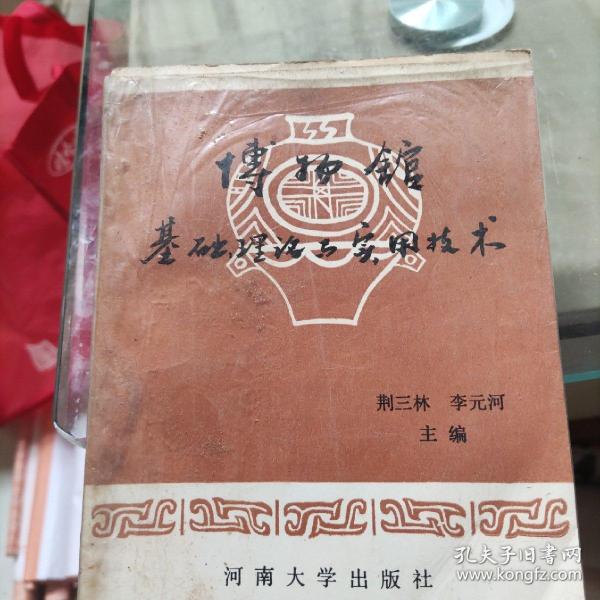 博物馆
基础理论与实用技术
荆三林 李元河
主编
河南大学出版社
孔夫子旧书网
www.kongfz.com